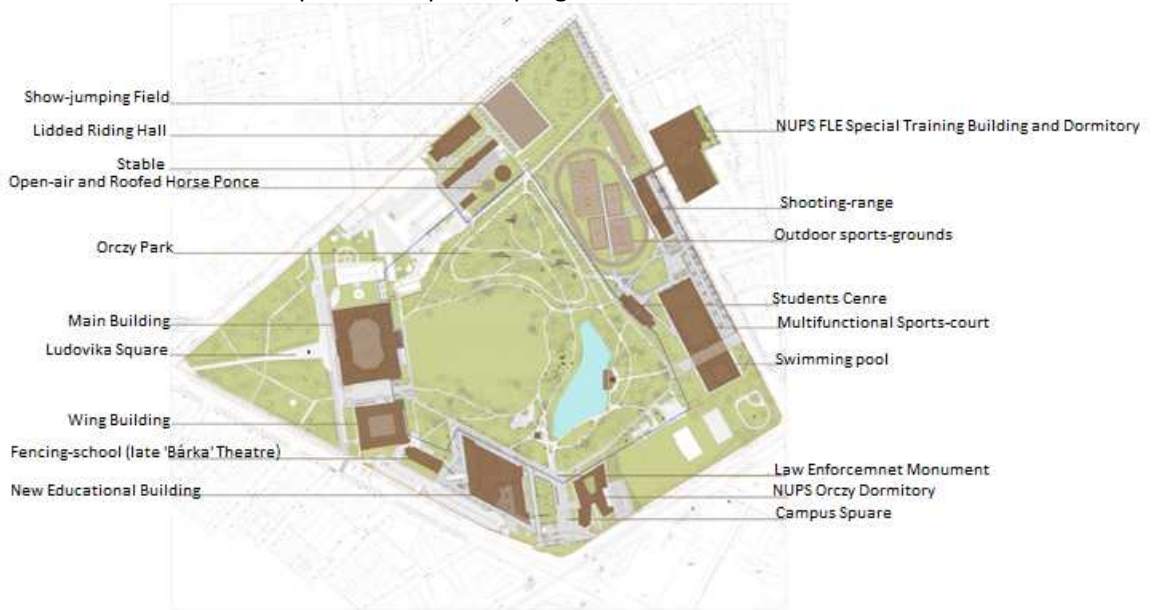 Show-jumping Field
Lidded Riding Hall
Stable
Open-air and Roofed Horse Ponce
Orczy Park
Main Building
Ludovika Square
Wing Building
Fencing-school (late 'Bárka' Theatre)
New Educational Building
NUPS FLE Special Training Building and Dormitory
Shooting-range
Outdoor sports-grounds
Students Cenre
Multifunctional Sports-court
Swimming pool
Law Enforcemnet Monument
NUPS Orczy Dormitory
Campus Spuare